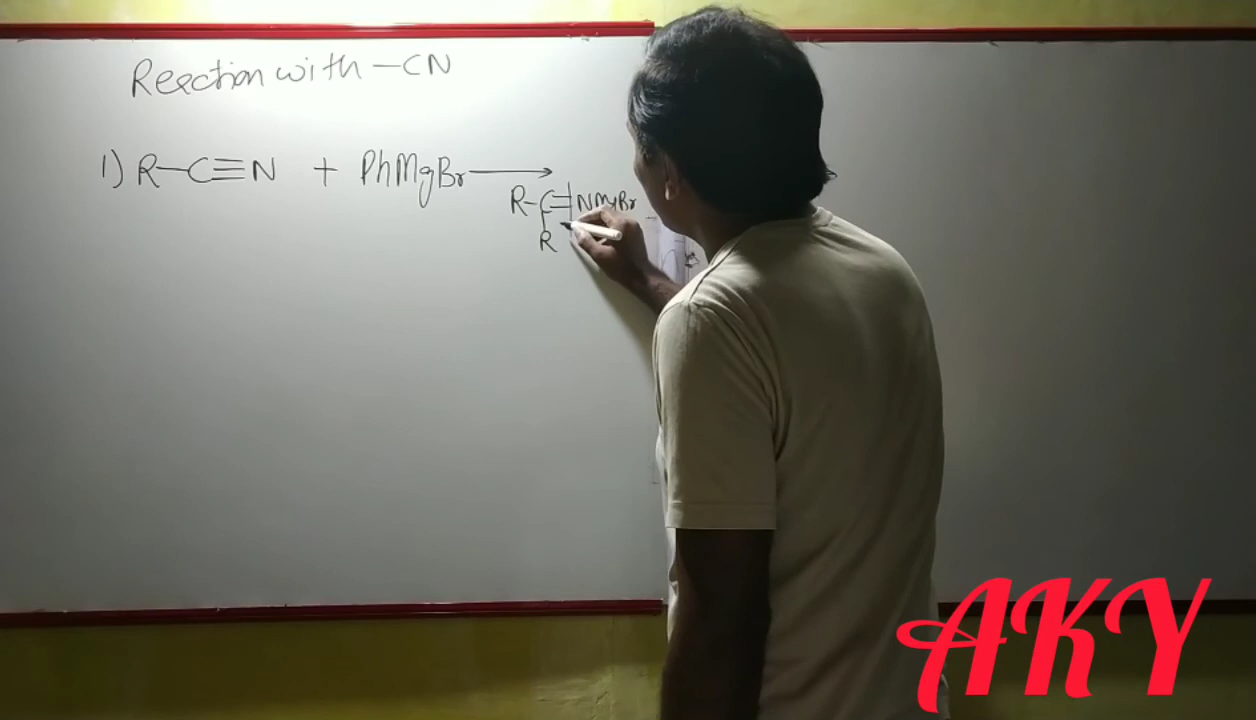 Reaction with -CN
1) R-C≡N + PhMgBr ⟶
R-C=NMgBr
R
AKY